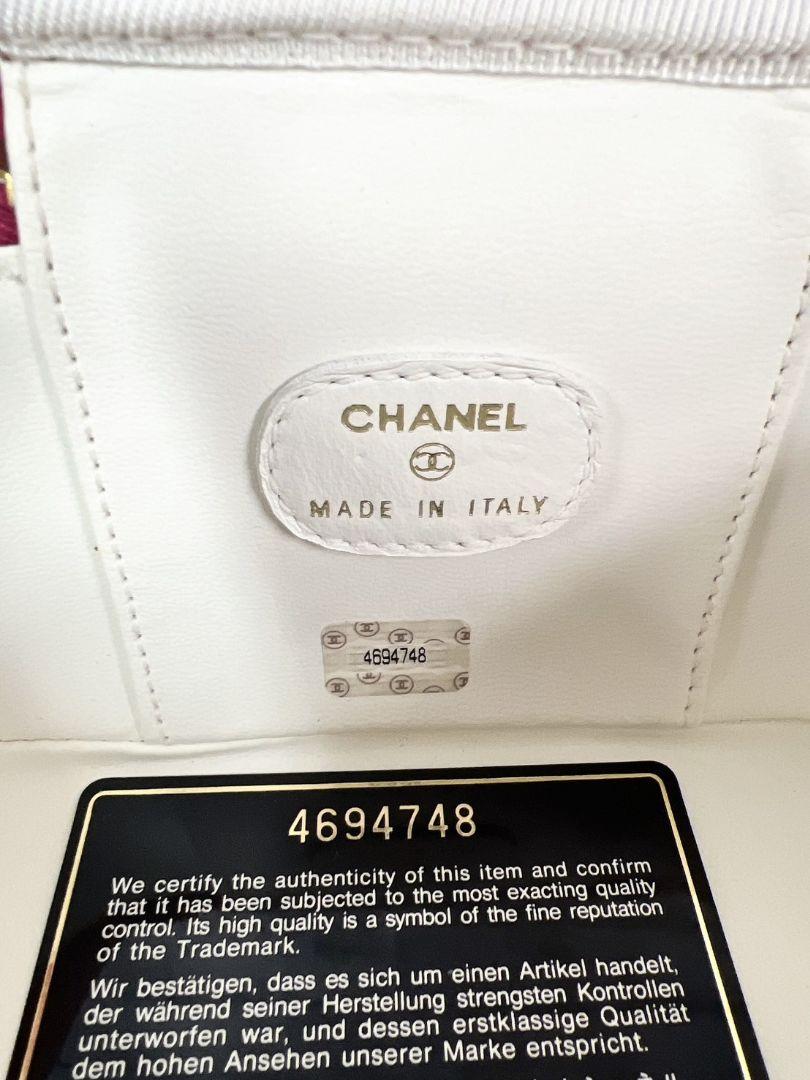 CHANEL
MADE IN ITALY
4694748
4694748
We certify the authenticity of this item and confirm
that it has been subjected to the most exacting quality
control. Its high quality is a symbol of the fine reputation
of the Trademark.
Wir bestätigen, dass es sich um einen Artikel handelt,
der während seiner Herstellung strengsten Kontrollen
unterworfen war, und dessen erstklassige Qualität
dem hohen Ansehen unserer Marke entspricht.